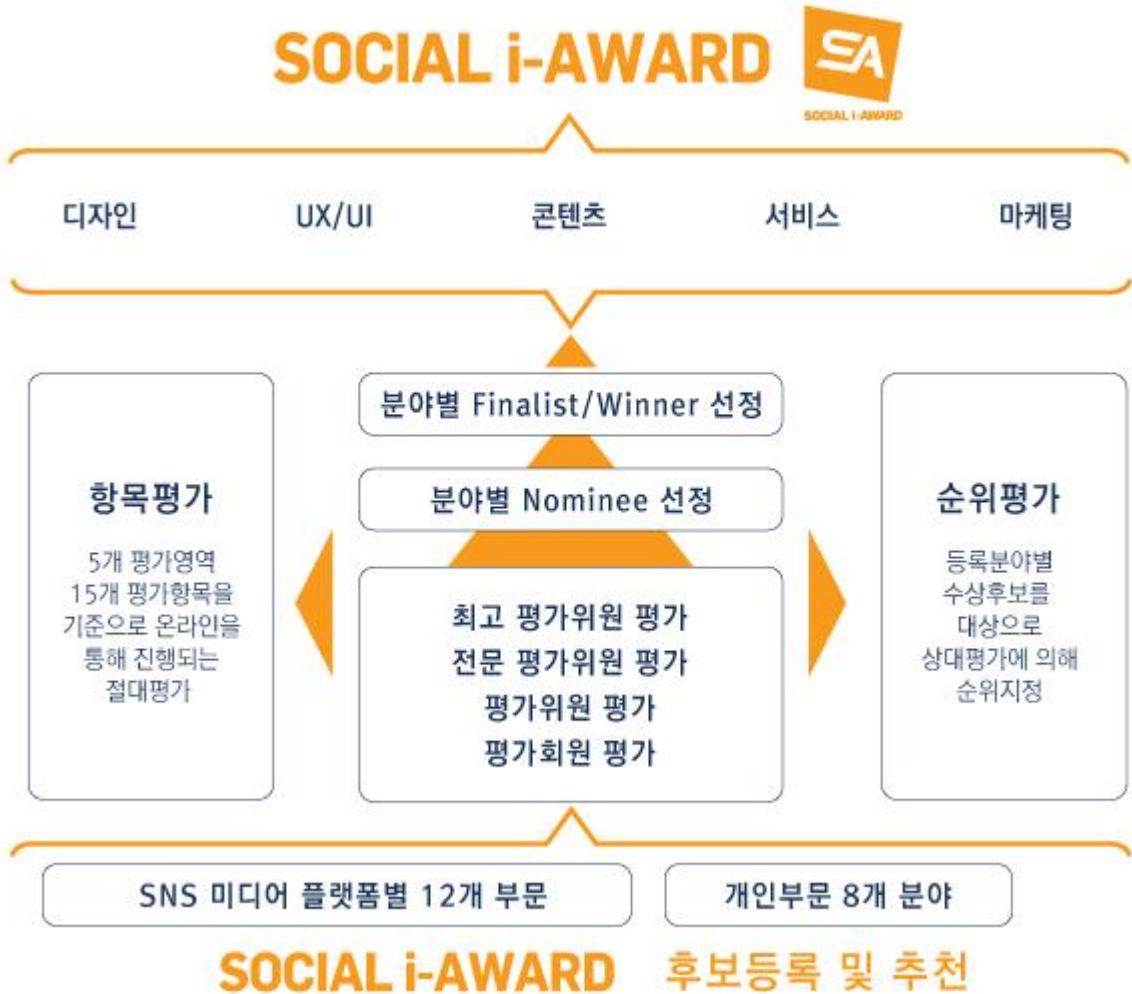 SOCIAL i-AWARD
SA
SOCIAL i-AWARD
디자인
UX/UI
콘텐츠
서비스
마케팅
분야별 Finalist/Winner 선정
분야별 Nominee 선정
항목평가
5개 평가영역
15개 평가항목을
기준으로 온라인을
통해 진행되는
절대평가
최고 평가위원 평가
전문 평가위원 평가
평가위원 평가
평가회원 평가
순위평가
등록분야별
수상후보를
대상으로
상대평가에 의해
순위지정
SNS 미디어 플랫폼별 12개 부문
개인부문 8개 분야
SOCIAL i-AWARD 후보등록 및 추천